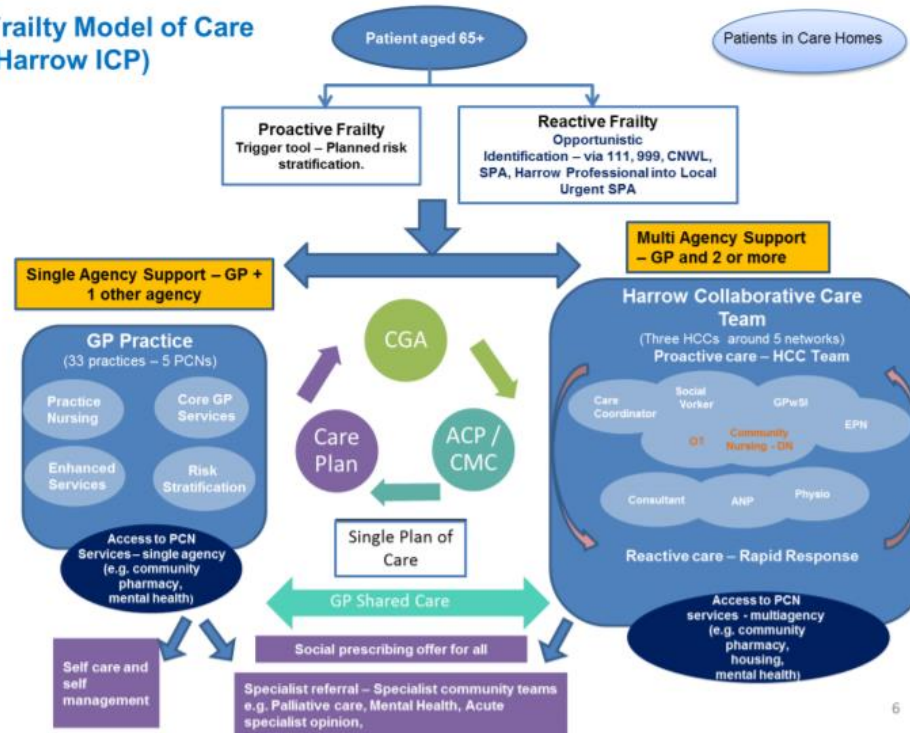 railty Model of Care
Harrow ICP)
Patient aged 65+
Patients in Care Homes
Proactive Frailty
Trigger tool – Planned risk
stratification.
Reactive Frailty
Opportunistic
Identification – via 111, 999, CNWL,
SPA, Harrow Professional into Local
Urgent SPA
Single Agency Support – GP +
1 other agency
Multi Agency Support
– GP and 2 or more
GP Practice
(33 practices – 5 PCNs)
Practice
Nursing
Core GP
Services
Enhanced
Services
Risk
Stratification
Access to PCN
Services – single agency
(e.g. community
pharmacy,
mental health)
CGA
Care
Plan
ACP /
CMC
Single Plan of
Care
GP Shared Care
Harrow Collaborative Care
Team
(Three HCCs around 5 networks)
Proactive care – HCC Team
Care
Coordinator
Social
Vorker
GPwSI
EPN
OT
Community
Nursing - DN
Consultant
ANP
Physio
Reactive care – Rapid Response
Access to PCN
services - multiagency
(e.g. community
pharmacy,
housing,
mental health)
Self care and
self
management
Social prescribing offer for all
Specialist referral – Specialist community teams
e.g. Palliative care, Mental Health, Acute
specialist opinion,
6